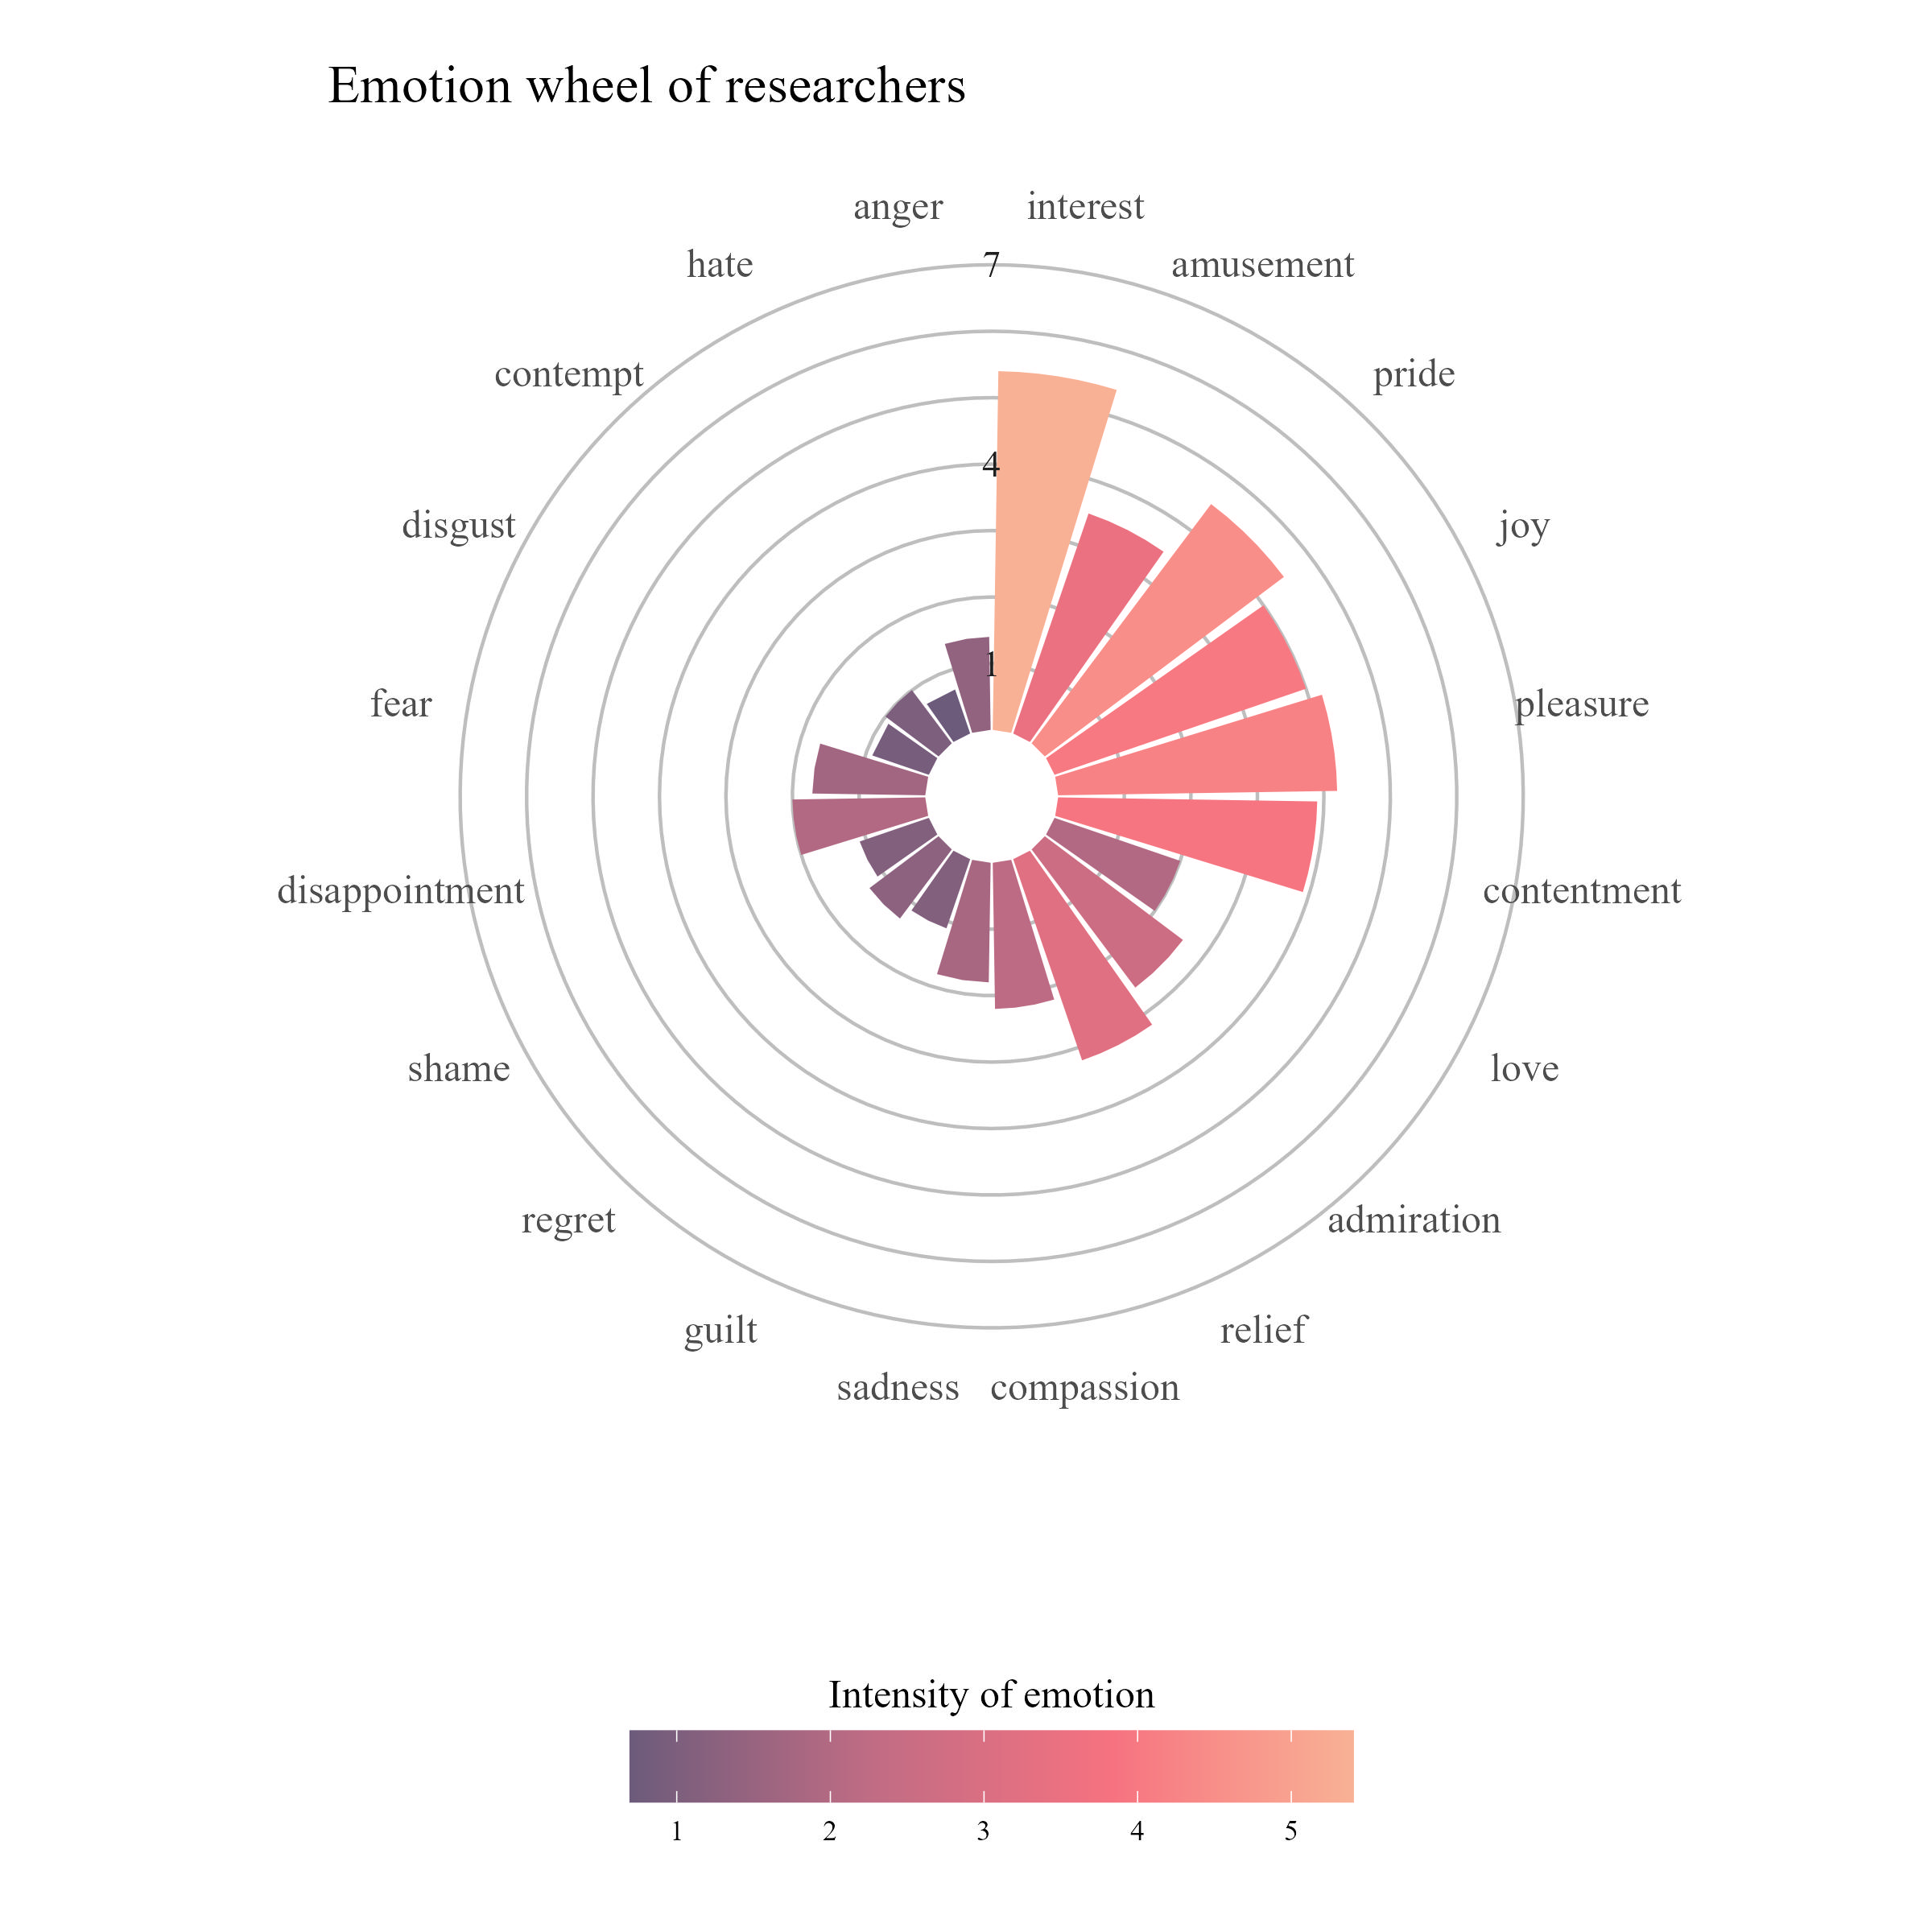 Emotion wheel of researchers
anger
interest
hate
amusement
7
contempt
pride
4
disgust
joy
1
fear
pleasure
disappointment
contentment
shame
love
regret
admiration
guilt
relief
sadness
compassion
Intensity of emotion
1 2 3 4 5